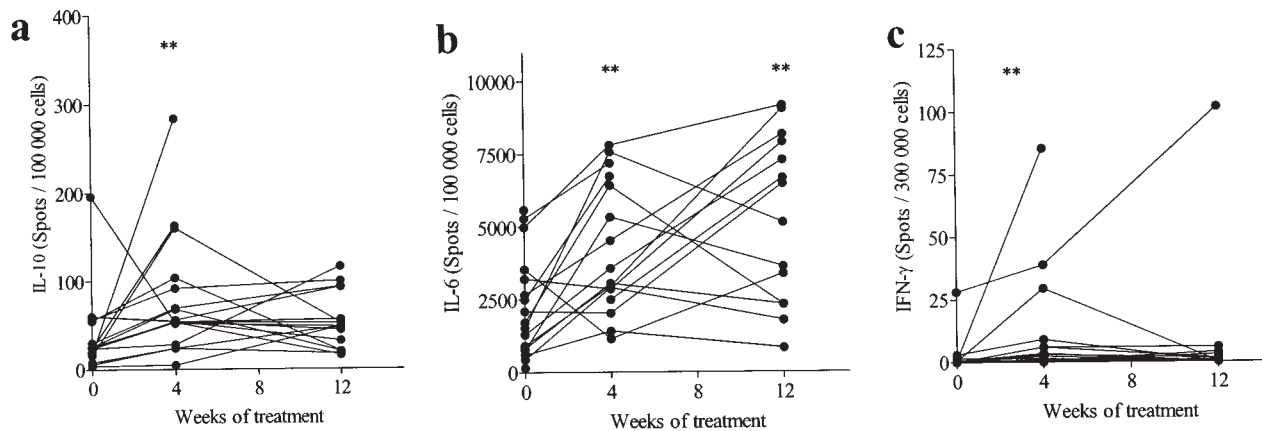 a
**
IL-10 (Spots / 100 000 cells)
400
300
200
100
0
0 4 8 12
Weeks of treatment
b
** **
IL-6 (Spots / 100 000 cells)
10000
7500
5000
2500
0
0 4 8 12
Weeks of treatment
c
**
IFN-γ (Spots / 300 000 cells)
125
100
75
50
25
0
0 4 8 12
Weeks of treatment